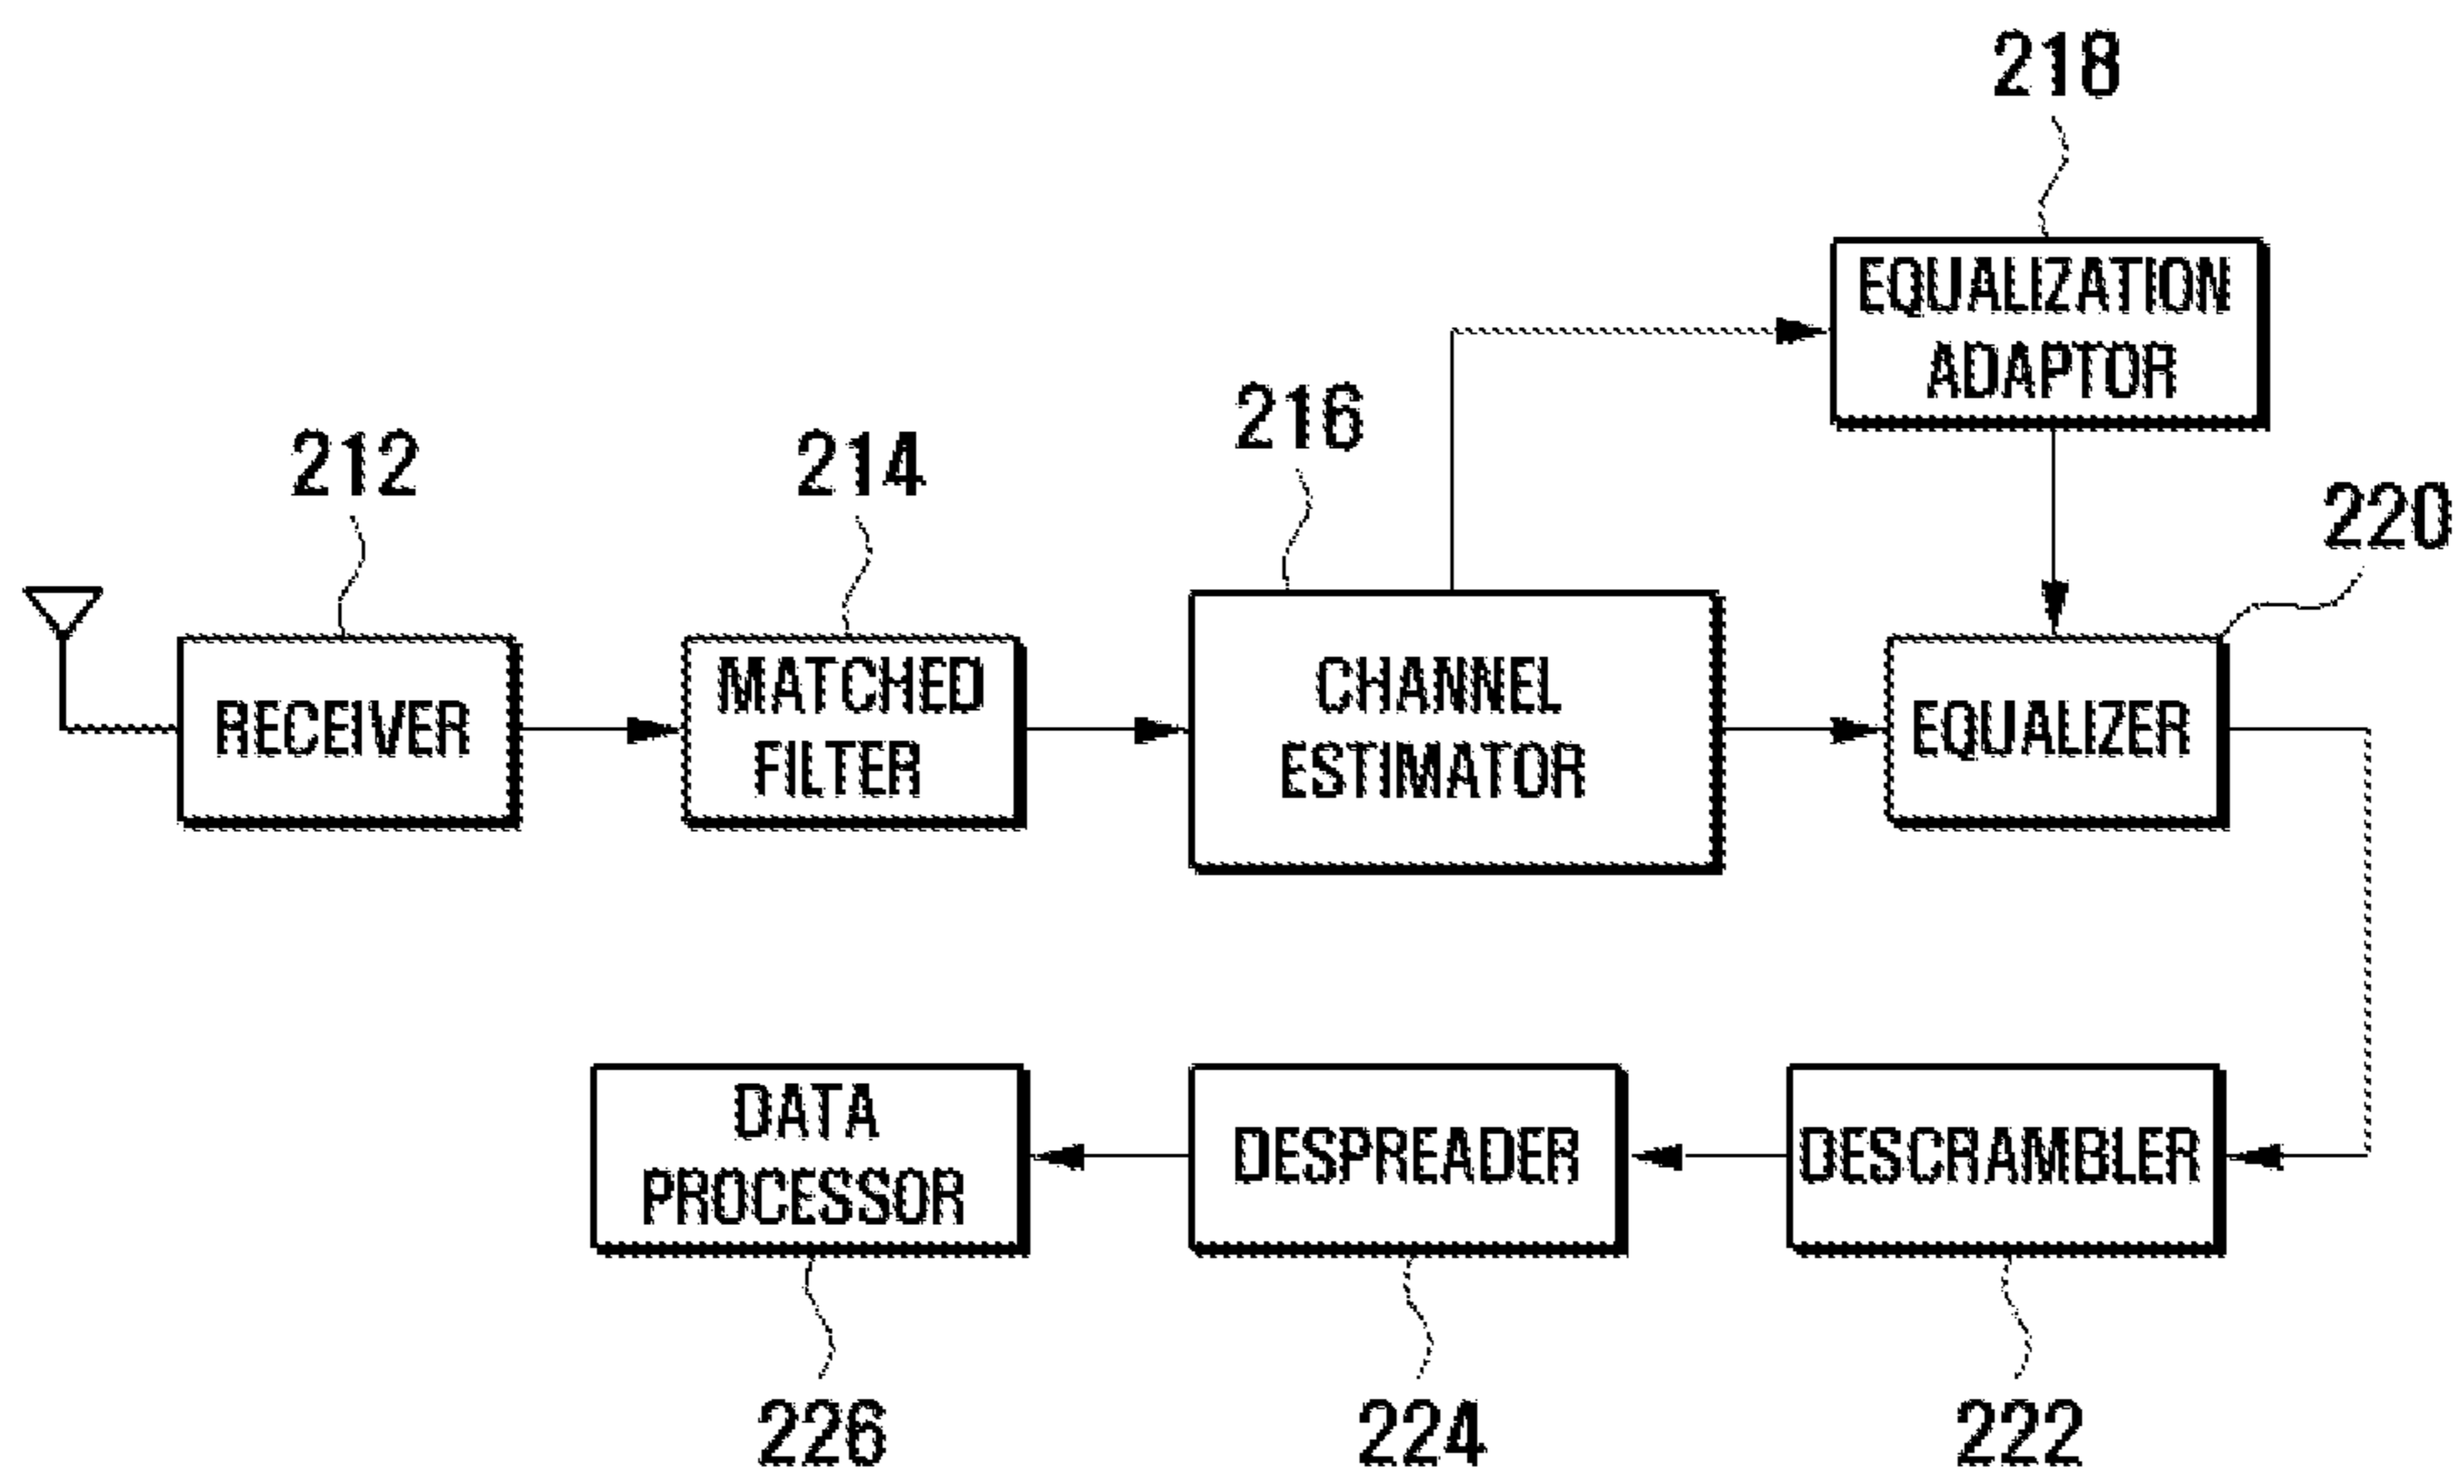 218
EQUALIZATION
ADAPTOR
216
212
214
220
RECEIVER
MATCHED
FILTER
CHANNEL
ESTIMATOR
EQUALIZER
DATA
PROCESSOR
DESPREADER
DESCRAMBLER
226
224
222